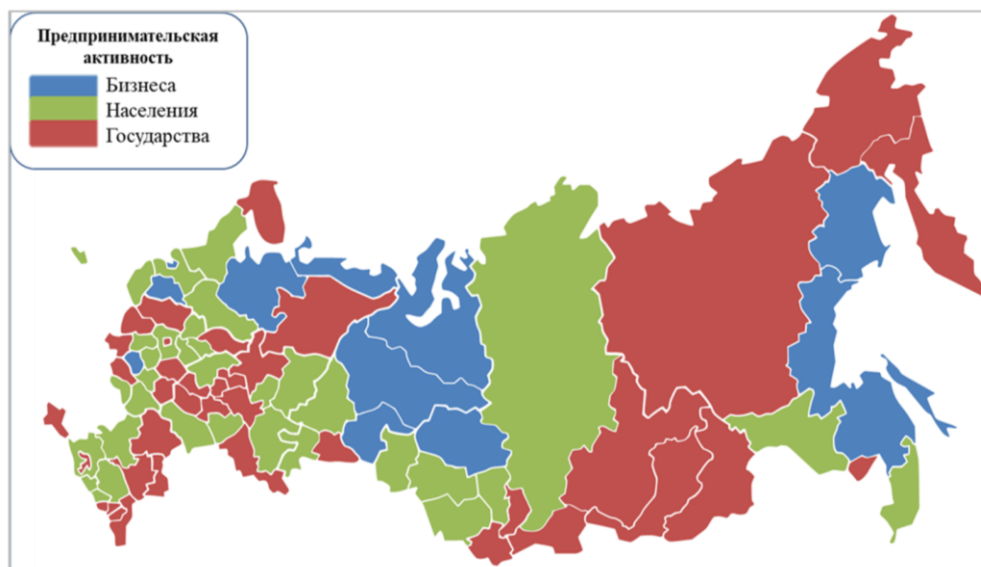 Предпринимательская
активность
Бизнеса
Населения
Государства